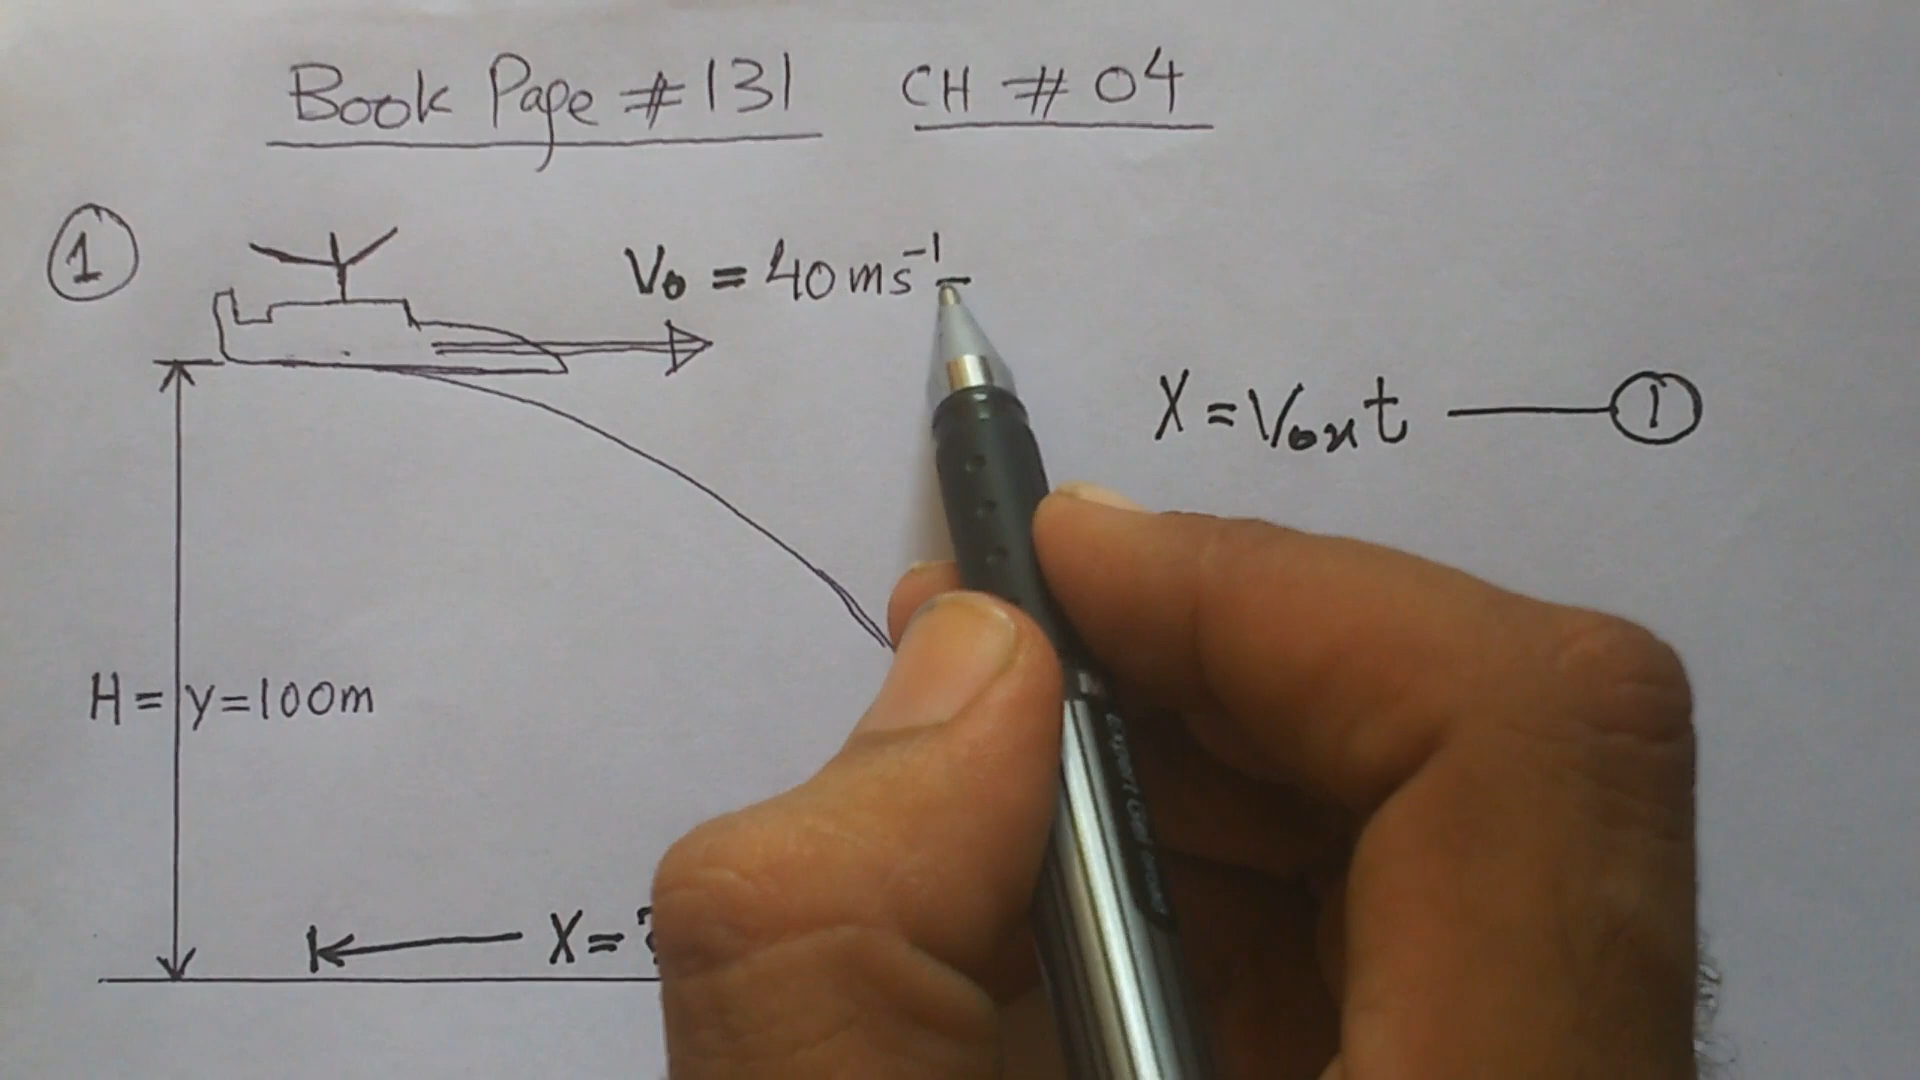 Book Page # 131 CH # 04
1
V₀ = 40 ms⁻¹
X = V₀ₓt ——— 1
H = y = 100m
X = ?